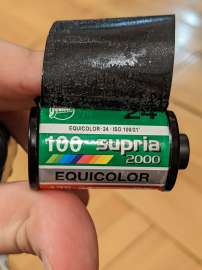 24
EQUICOLOR · 24 · ISO 100/21°
100 supria
2000
EQUICOLOR